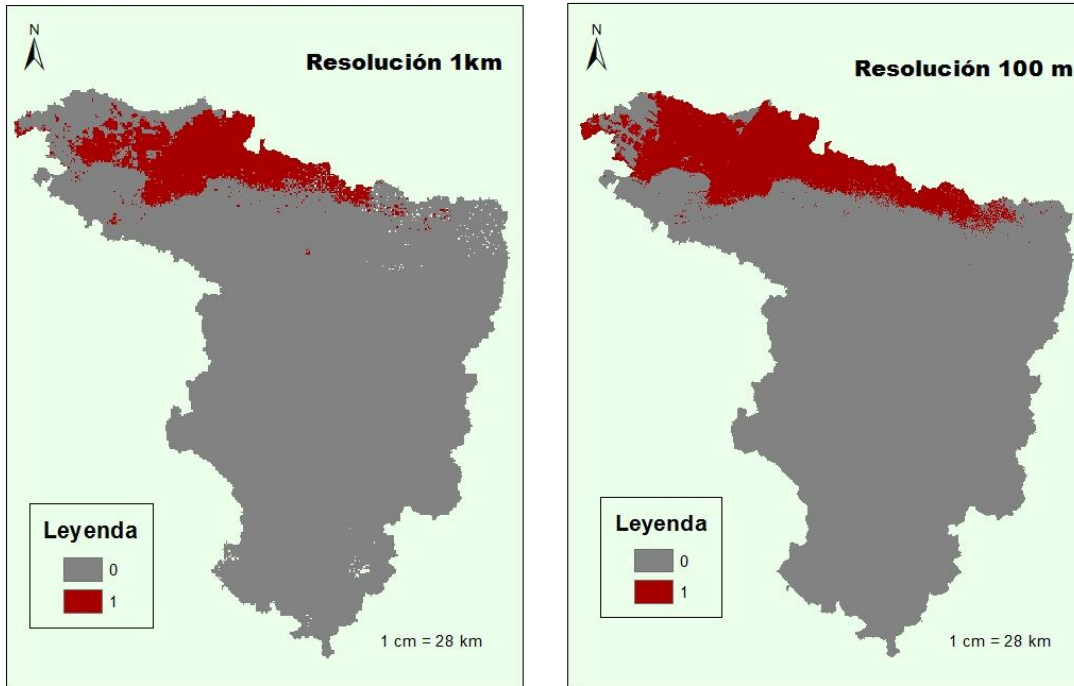 N
Resolución 1km
Leyenda
0
1
1 cm = 28 km
N
Resolución 100 m
Leyenda
0
1
1 cm = 28 km